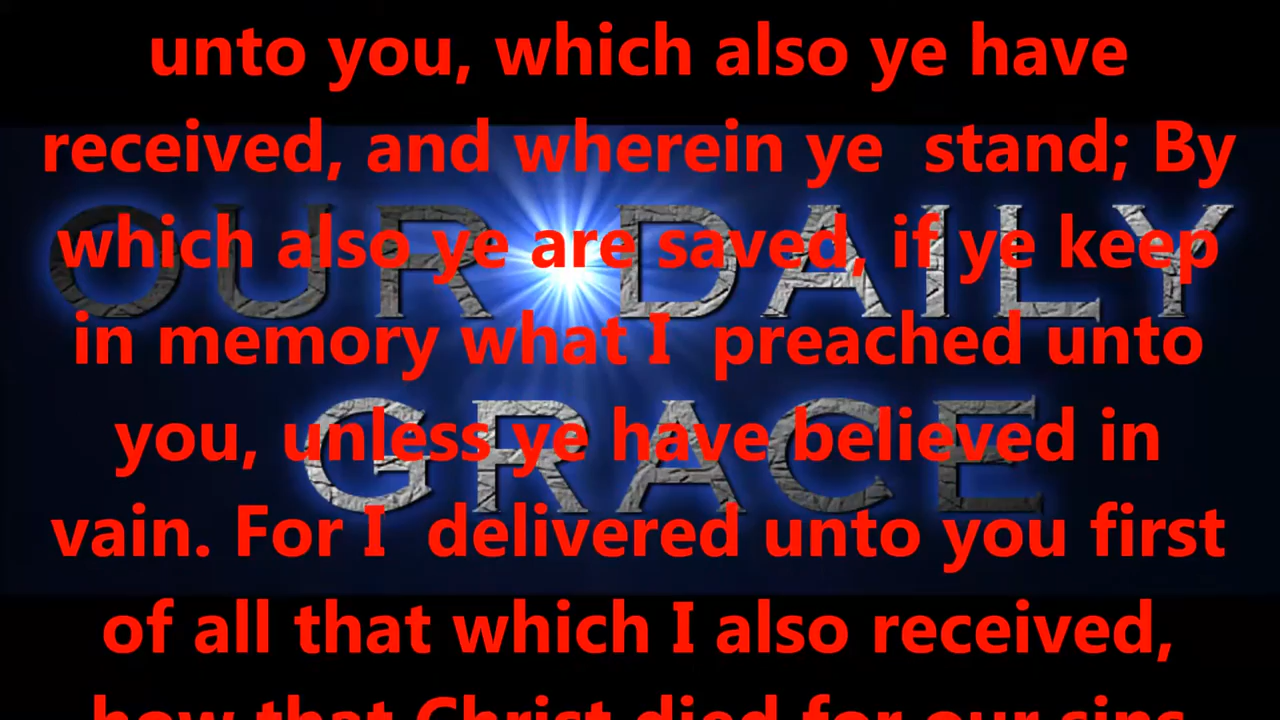 unto you, which also ye have
received, and wherein ye  stand; By
which also ye are saved, if ye keep
in memory what I  preached unto
you, unless ye have believed in
vain. For I  delivered unto you first
of all that which I also received,
how that Christ died for our sins
OUR DAILY
GRACE